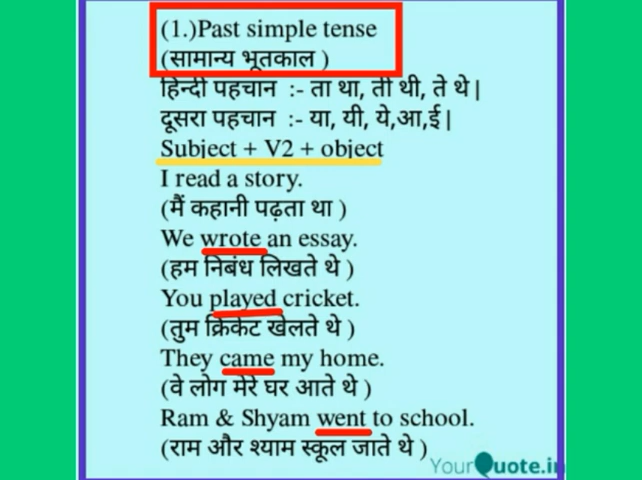 (1.)Past simple tense
(सामान्य भूतकाल )
हिन्दी पहचान :- ता था, ती थी, ते थे |
दूसरा पहचान :- या, यी, ये,आ,ई |
Subject + V2 + object
I read a story.
(मैं कहानी पढ़ता था )
We wrote an essay.
(हम निबंध लिखते थे )
You played cricket.
(तुम क्रिकेट खेलते थे )
They came my home.
(वे लोग मेरे घर आते थे )
Ram & Shyam went to school.
(राम और श्याम स्कूल जाते थे )
YourQuote.in